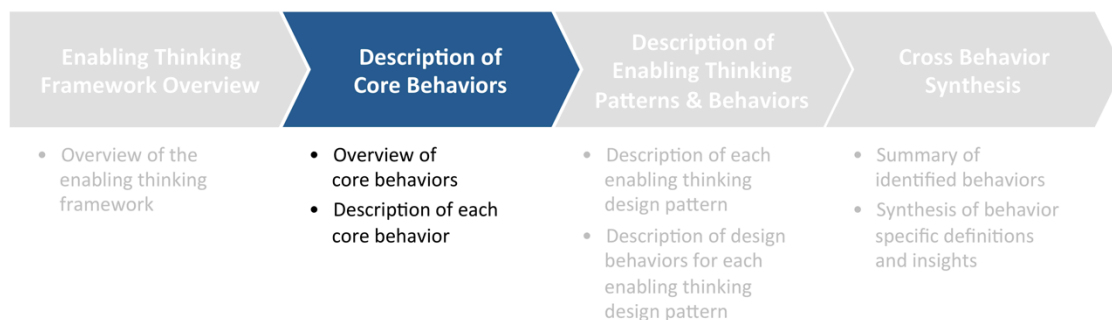 Enabling Thinking
Framework Overview
Description of
Core Behaviors
Description of
Enabling Thinking
Patterns & Behaviors
Cross Behavior
Synthesis
• Overview of the
enabling thinking
framework
• Overview of
core behaviors
• Description of each
core behavior
• Description of each
enabling thinking
design pattern
• Description of design
behaviors for each
enabling thinking
design pattern
• Summary of
identified behaviors
• Synthesis of behavior
specific definitions
and insights